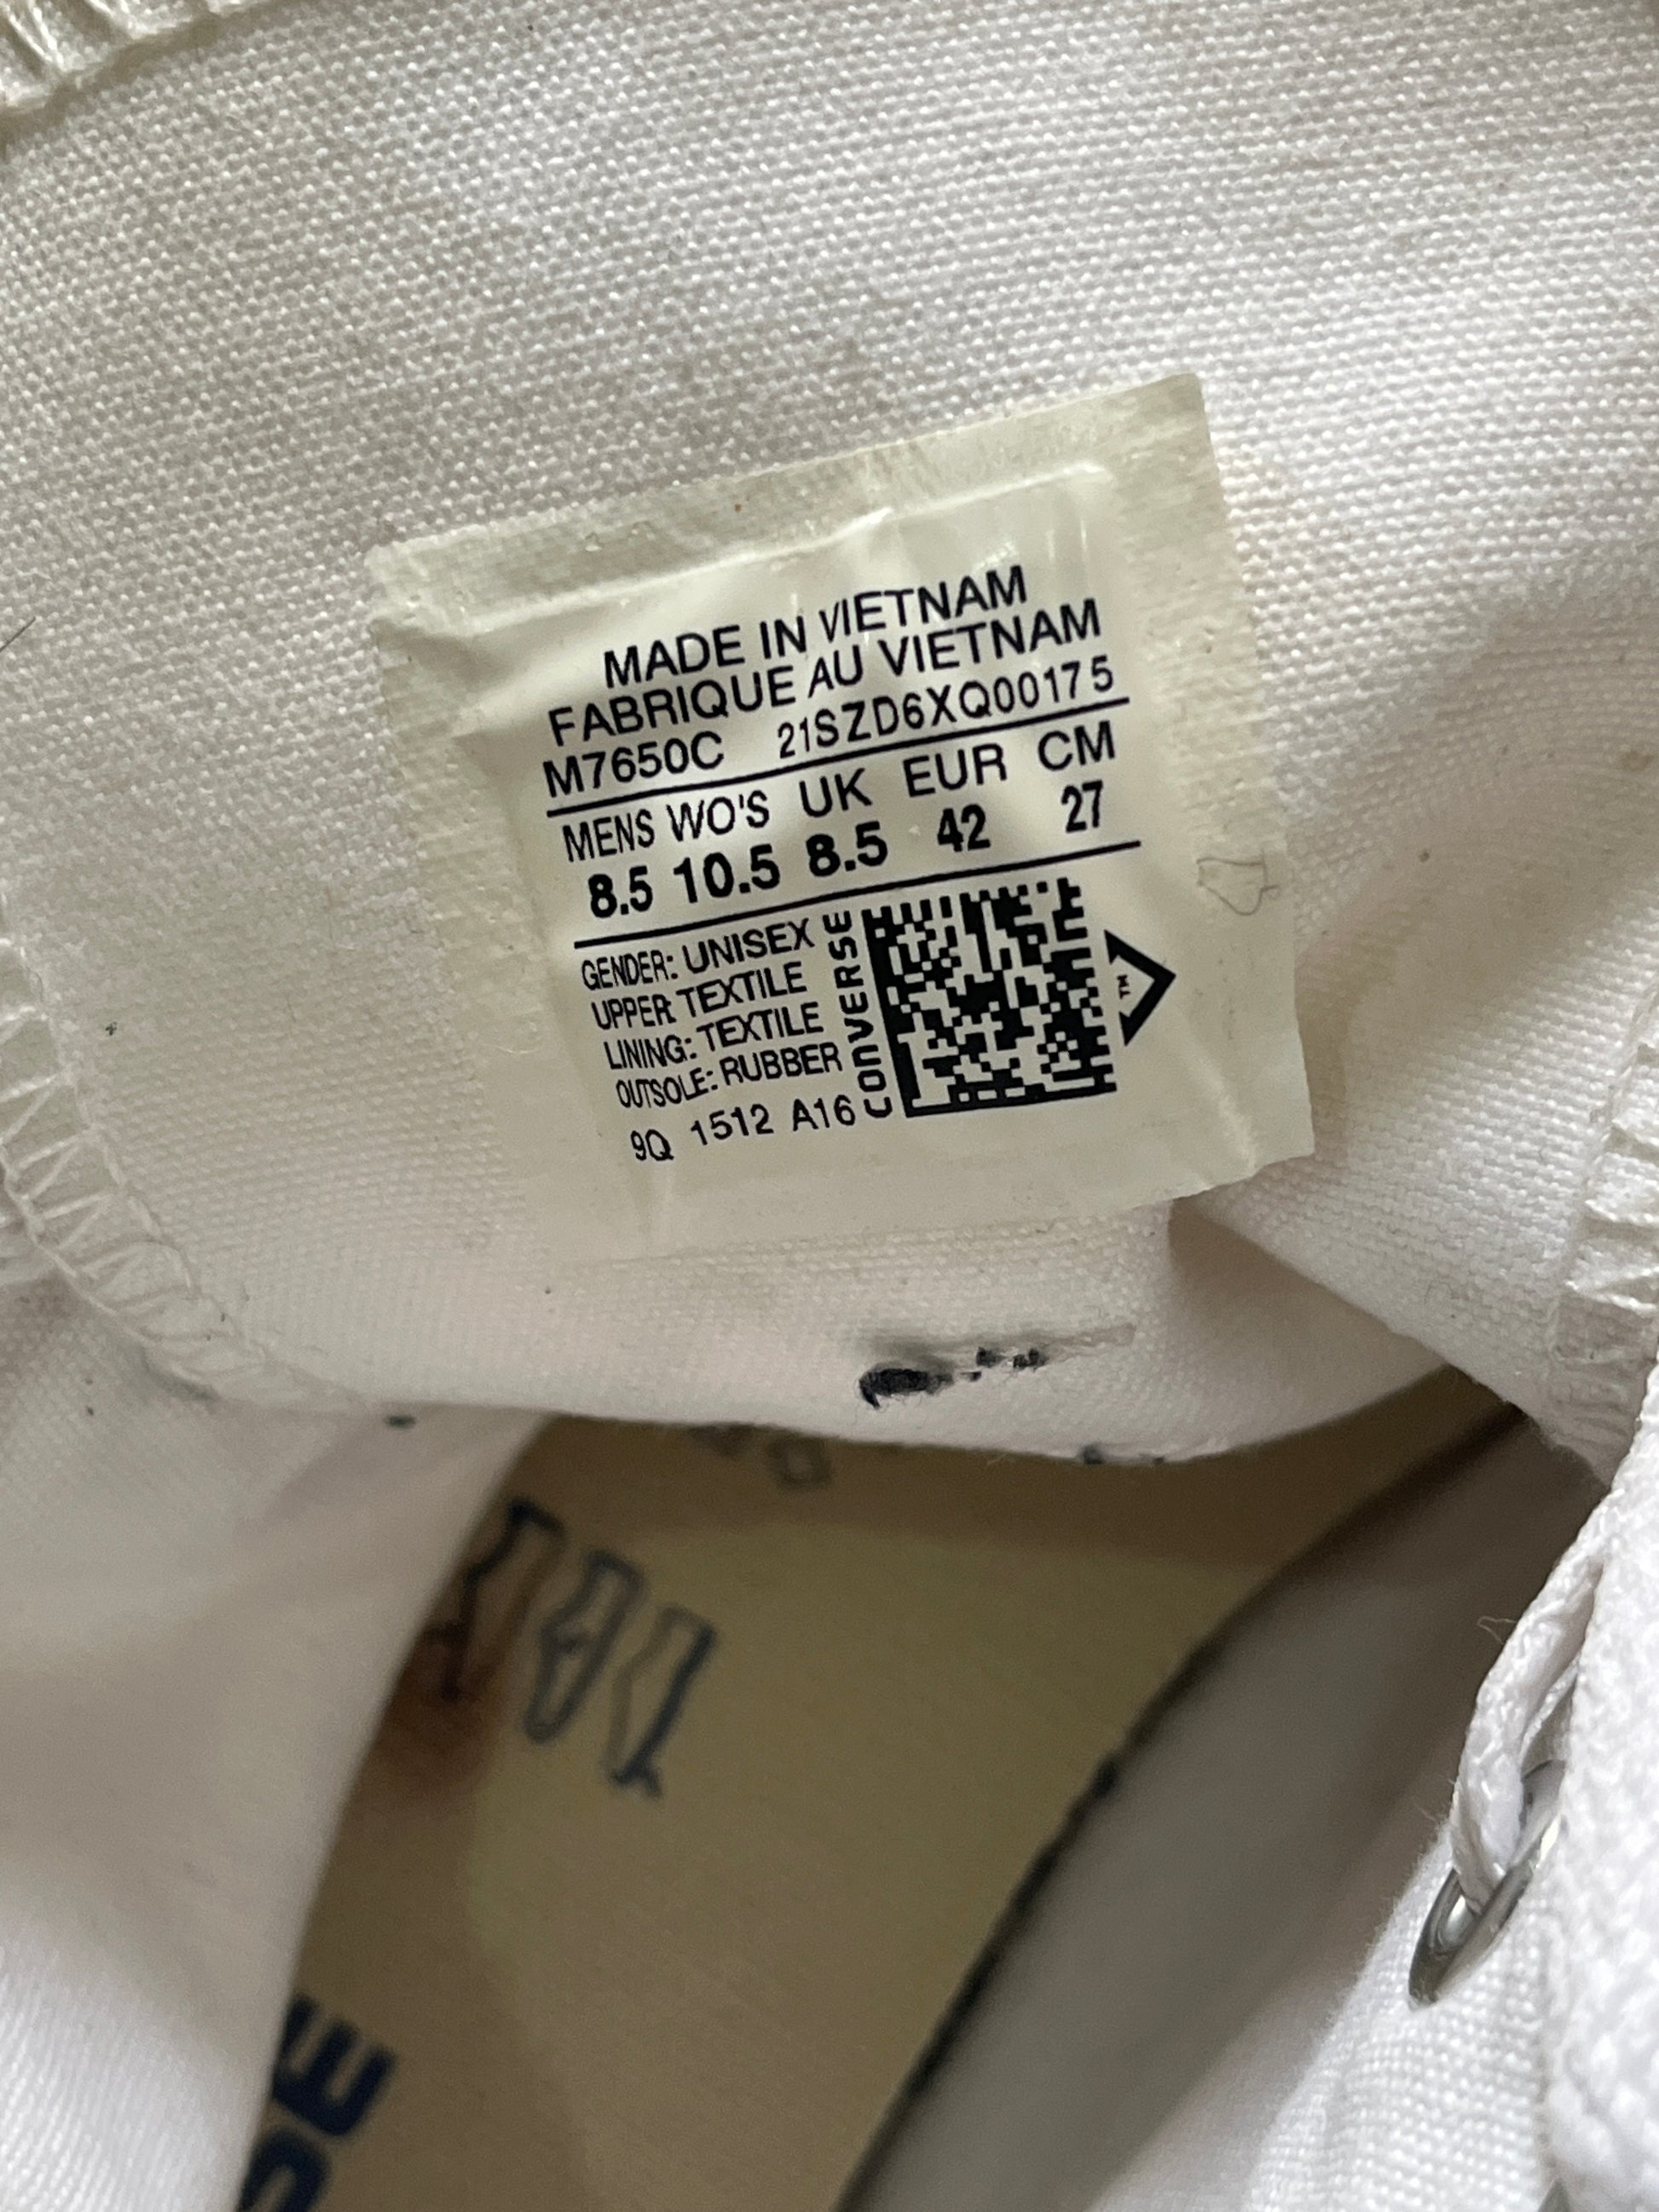 MADE IN VIETNAM
FABRIQUE AU VIETNAM
M7650C 21SZD6XQ00175
MENS WO'S UK EUR CM
8.5 10.5 8.5 42 27
GENDER: UNISEX
UPPER: TEXTILE
LINING: TEXTILE
OUTSOLE: RUBBER
9Q 1512 A16
CONVERSE
TM